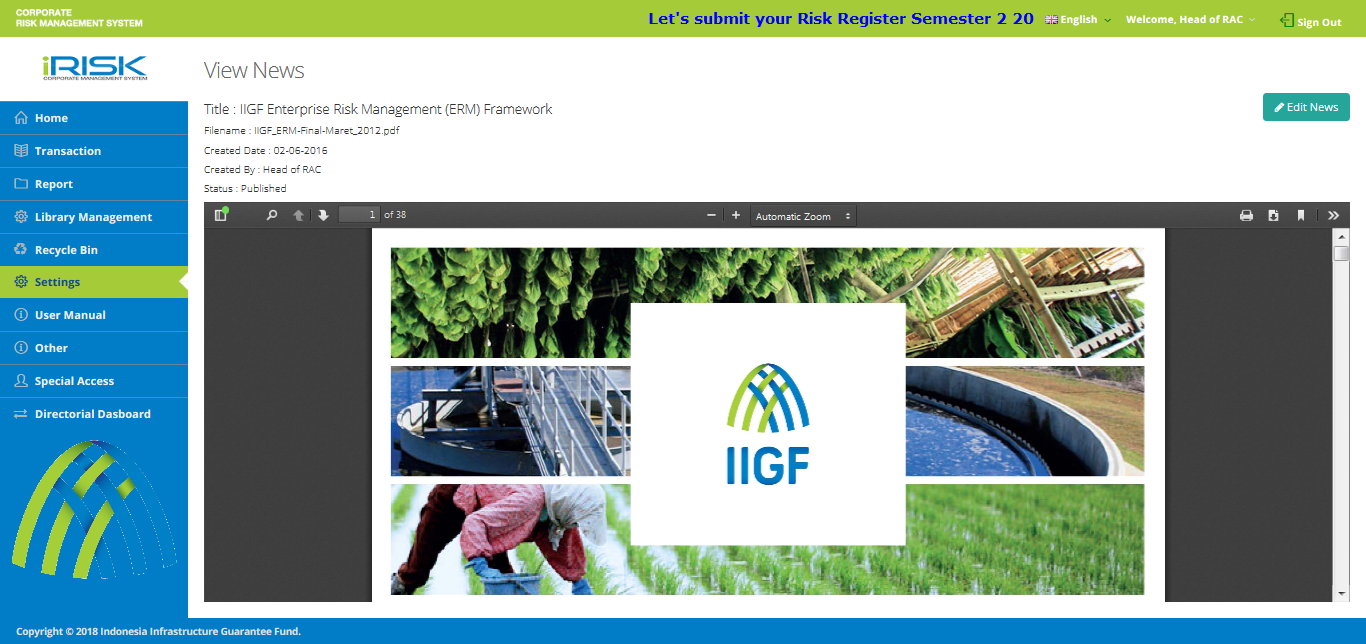 CORPORATE
RISK MANAGEMENT SYSTEM
Let's submit your Risk Register Semester 2 20
English
Welcome, Head of RAC
Sign Out
iRISK
CORPORATE MANAGEMENT SYSTEM
Home
Transaction
Report
Library Management
Recycle Bin
Settings
User Manual
Other
Special Access
Directorial Dasboard
View News
Title : IIGF Enterprise Risk Management (ERM) Framework
Edit News
Filename : IIGF_ERM-Final-Maret_2012.pdf
Created Date : 02-06-2016
Created By : Head of RAC
Status : Published
1 of 38
Automatic Zoom
IIGF
Copyright © 2018 Indonesia Infrastructure Guarantee Fund.